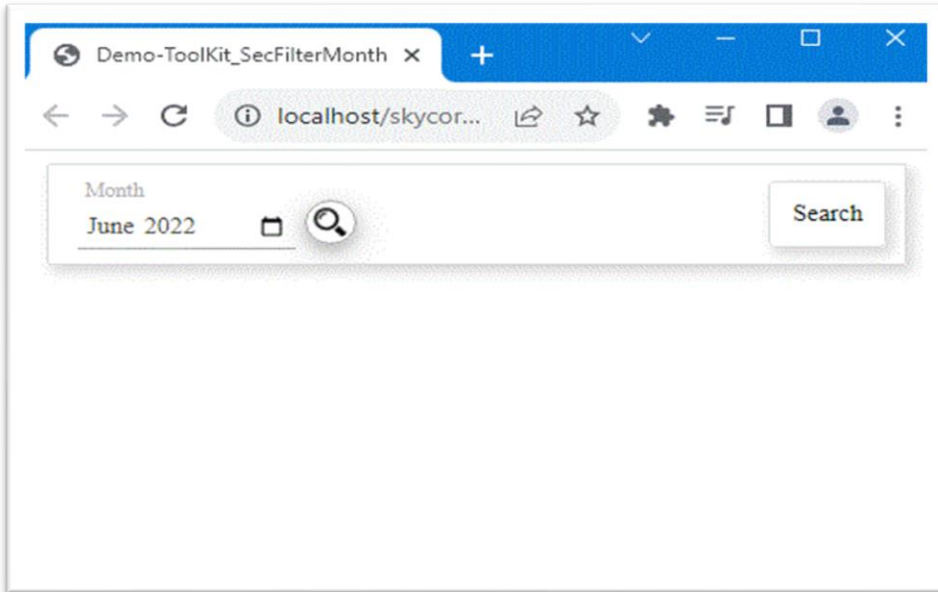 Demo-ToolKit_SecFilterMonth
localhost/skycor...
Month
June 2022
Search